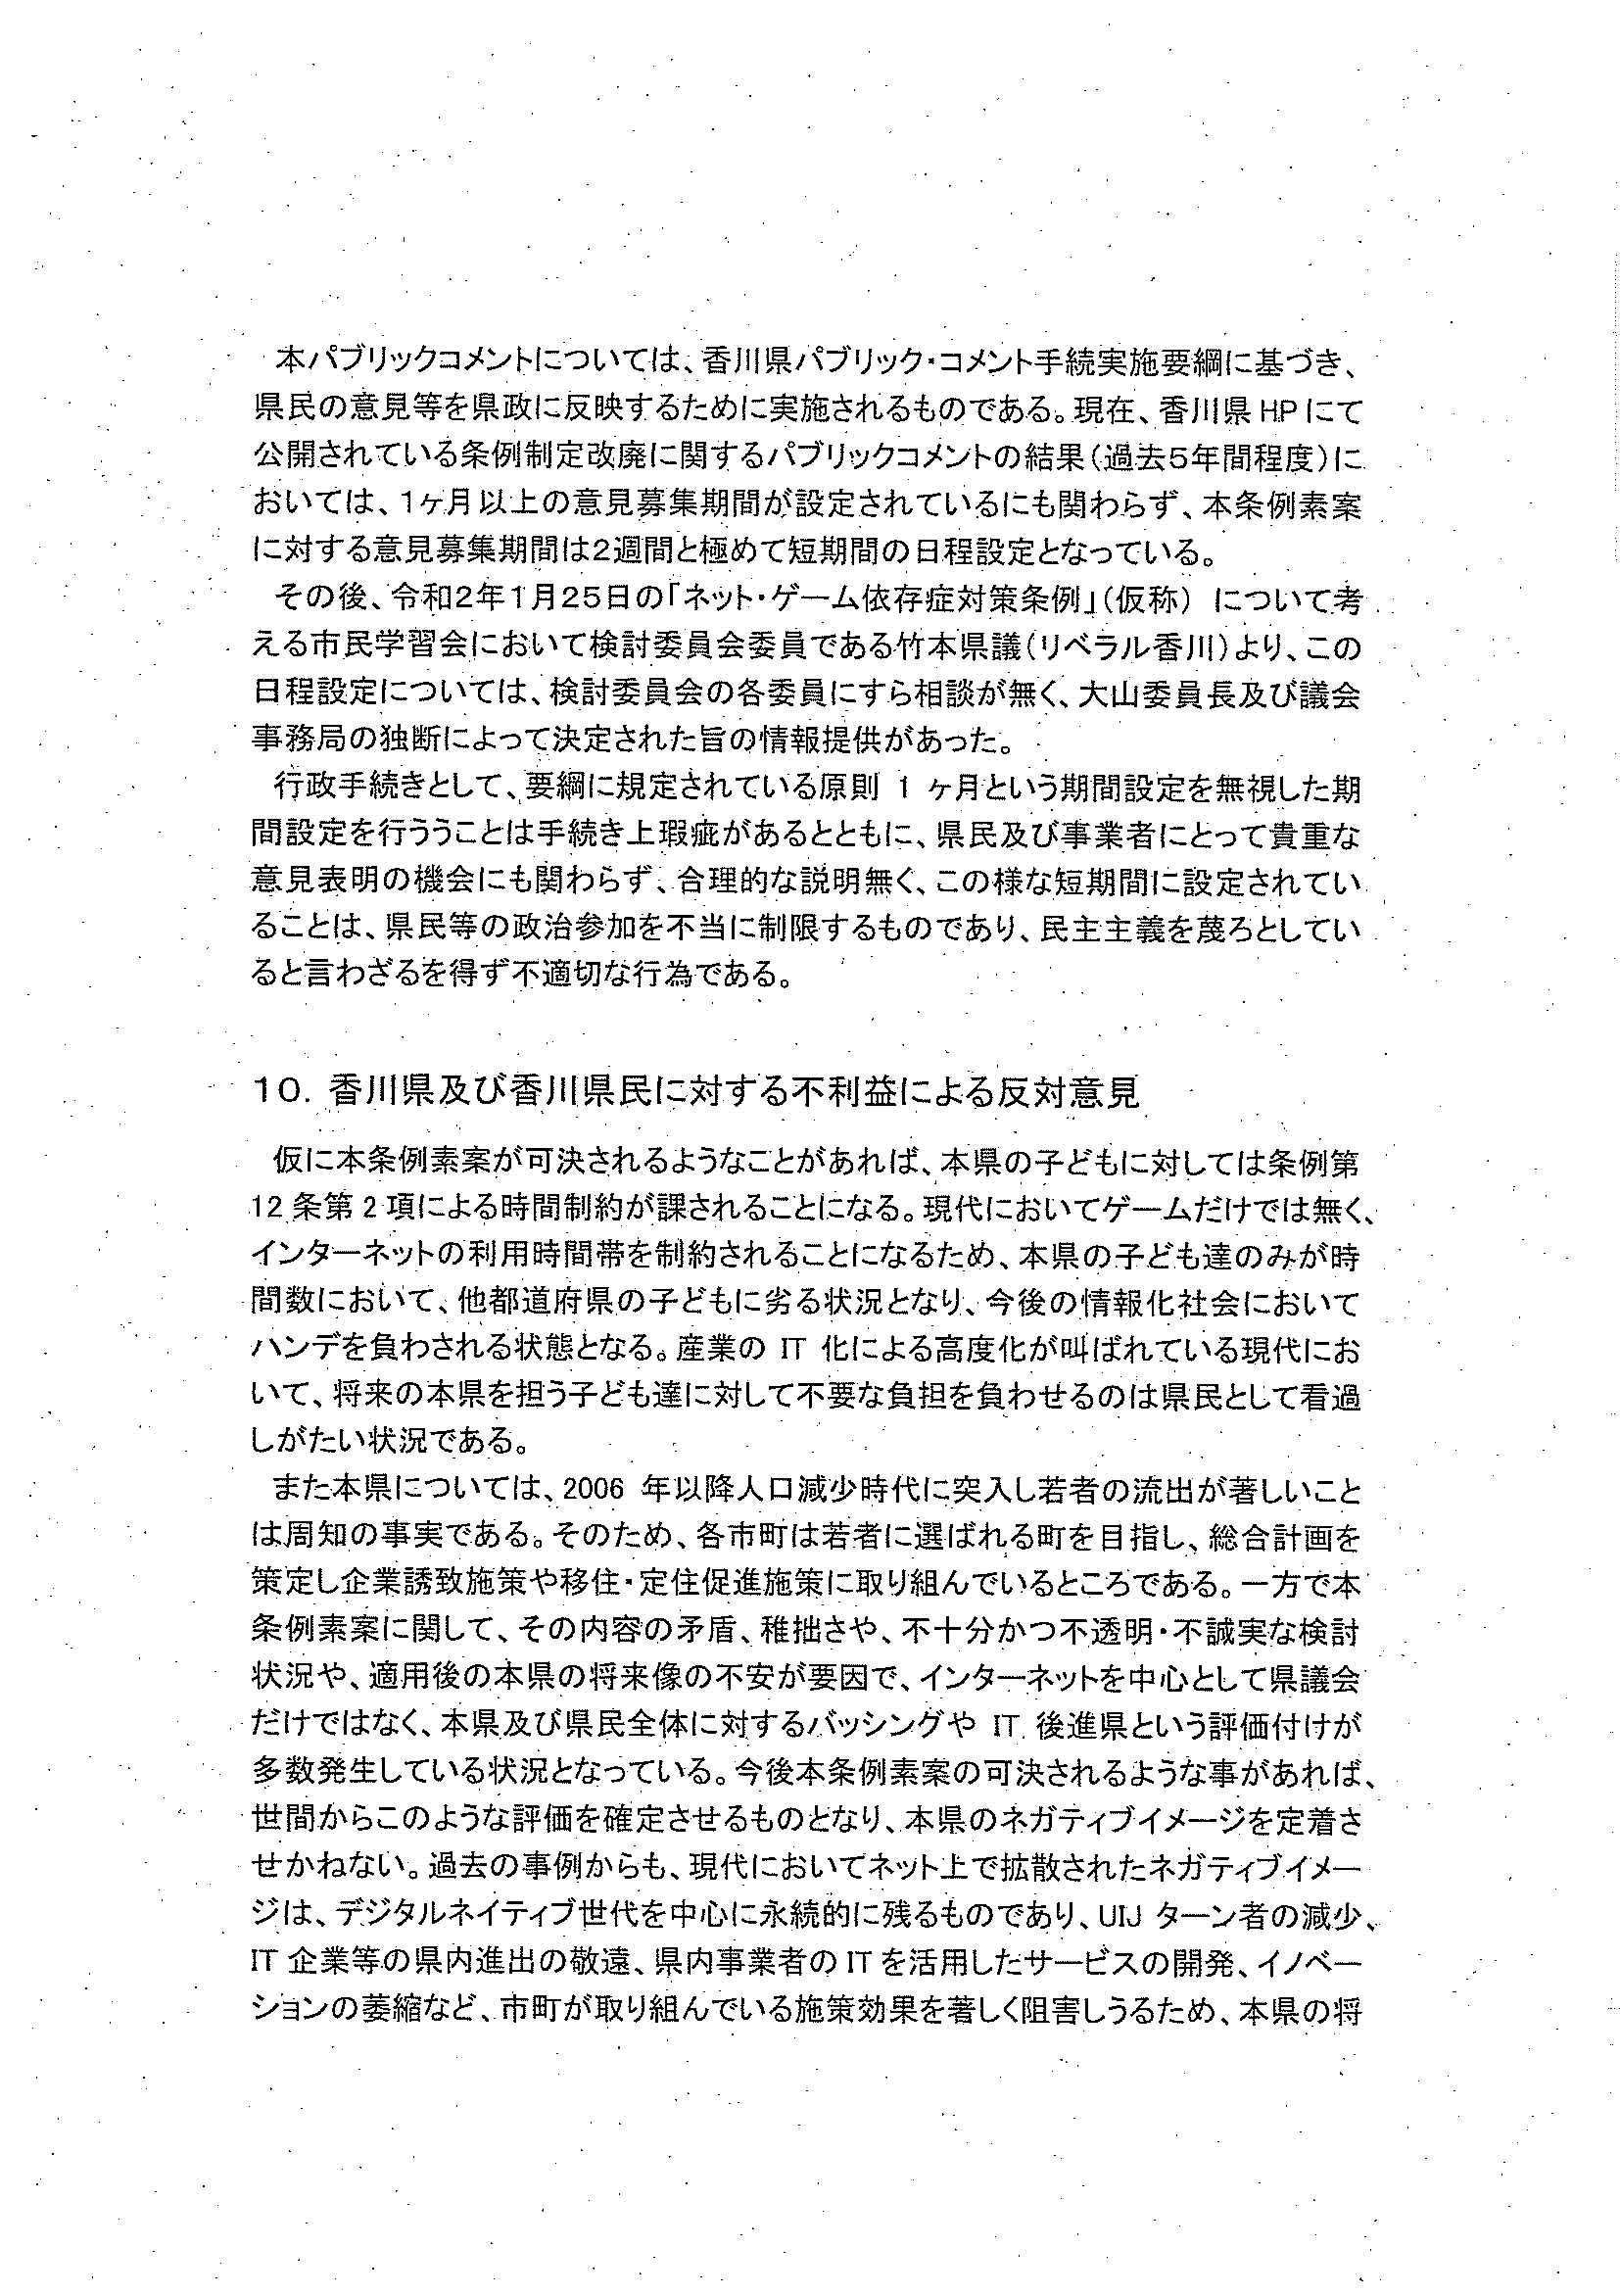 本パブリックコメントについては、香川県パブリック・コメント手続実施要綱に基づき、
県民の意見等を県政に反映するために実施されるものである。現在、香川県 HP にて
公開されている条例制定改廃に関するパブリックコメントの結果（過去５年間程度）に
おいては、１ヶ月以上の意見募集期間が設定されているにも関わらず、本条例素案
に対する意見募集期間は２週間と極めて短期間の日程設定となっている。
その後、令和２年１月２５日の「ネット・ゲーム依存症対策条例」（仮称） について考
える市民学習会において検討委員会委員である竹本県議（リベラル香川）より、この
日程設定については、検討委員会の各委員にすら相談が無く、大山委員長及び議会
事務局の独断によって決定された旨の情報提供があった。
行政手続きとして、要綱に規定されている原則 1 ヶ月という期間設定を無視した期
間設定を行ううことは手続き上瑕疵があるとともに、県民及び事業者にとって貴重な
意見表明の機会にも関わらず、合理的な説明無く、この様な短期間に設定されてい
ることは、県民等の政治参加を不当に制限するものであり、民主主義を蔑ろとしてい
ると言わざるを得ず不適切な行為である。
１０．香川県及び香川県民に対する不利益による反対意見
仮に本条例素案が可決されるようなことがあれば、本県の子どもに対しては条例第
12 条第 2 項による時間制約が課されることになる。現代においてゲームだけでは無く、
インターネットの利用時間帯を制約されることになるため、本県の子ども達のみが時
間数において、他都道府県の子どもに劣る状況となり、今後の情報化社会において
ハンデを負わされる状態となる。産業の IT 化による高度化が叫ばれている現代にお
いて、将来の本県を担う子ども達に対して不要な負担を負わせるのは県民として看過
しがたい状況である。
また本県については、2006 年以降人口減少時代に突入し若者の流出が著しいこと
は周知の事実である。そのため、各市町は若者に選ばれる町を目指し、総合計画を
策定し企業誘致施策や移住・定住促進施策に取り組んでいるところである。一方で本
条例素案に関して、その内容の矛盾、稚拙さや、不十分かつ不透明・不誠実な検討
状況や、適用後の本県の将来像の不安が要因で、インターネットを中心として県議会
だけではなく、本県及び県民全体に対するバッシングや IT 後進県という評価付けが
多数発生している状況となっている。今後本条例素案の可決されるような事があれば、
世間からこのような評価を確定させるものとなり、本県のネガティブイメージを定着さ
せかねない。過去の事例からも、現代においてネット上で拡散されたネガティブイメー
ジは、デジタルネイティブ世代を中心に永続的に残るものであり、UIJ ターン者の減少、
IT 企業等の県内進出の敬遠、県内事業者の IT を活用したサービスの開発、イノベー
ションの萎縮など、市町が取り組んでいる施策効果を著しく阻害しうるため、本県の将